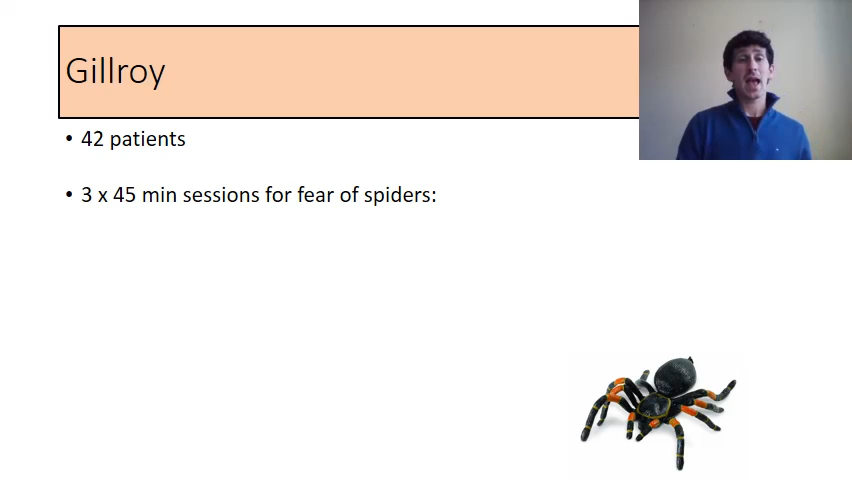 Gillroy
• 42 patients
• 3 x 45 min sessions for fear of spiders: